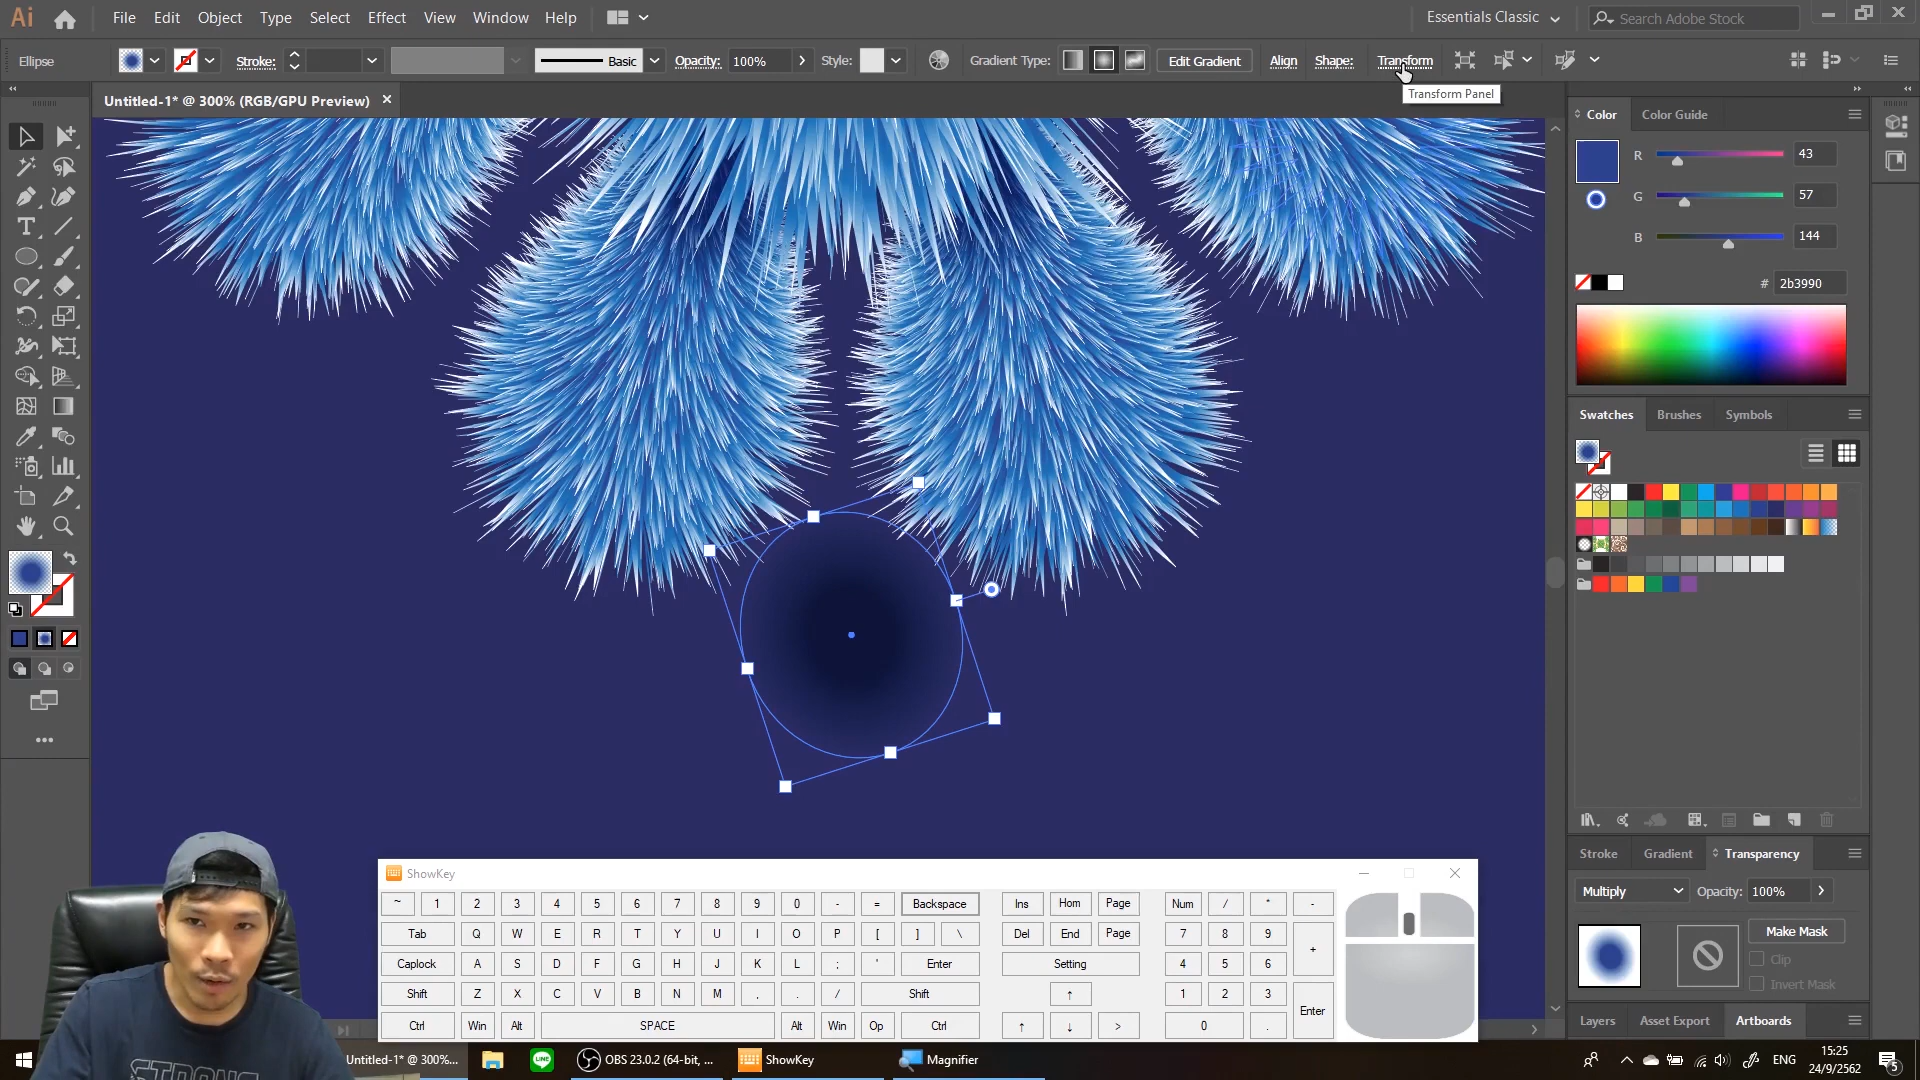 Ai
File Edit Object Type Select Effect View Window Help
Essentials Classic
Search Adobe Stock
Ellipse
Stroke:
Basic
Opacity: 100%
Style:
Gradient Type:
Edit Gradient
Align
Shape:
Transform
Transform Panel
Untitled-1* @ 300% (RGB/GPU Preview)
Color Color Guide
R 43
G 57
B 144
# 2b3990
Swatches Brushes Symbols
Stroke Gradient Transparency
Multiply Opacity: 100%
Make Mask
Clip
Invert Mask
Layers Asset Export Artboards
ShowKey
~ 1 2 3 4 5 6 7 8 9 0 - = Backspace Ins Hom Page Num / * -
Tab Q W E R T Y U I O P [ ] \ Del End Page 7 8 9 +
Caplock A S D F G H J K L ; ' Enter Setting 4 5 6
Shift Z X C V B N M , . / Shift ↑ 1 2 3 Enter
Ctrl Win Alt SPACE Alt Win Op Ctrl ↑ ↓ > 0 .
STRONG
Untitled-1* @ 300%...
LINE
OBS 23.0.2 (64-bit, ...
ShowKey
Magnifier
ENG
15:25
24/9/2562
5